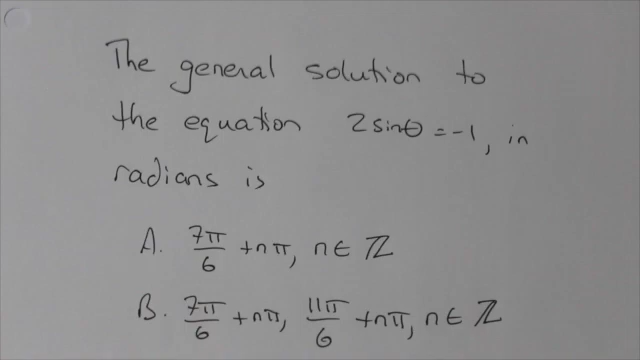 The general solution to
the equation 2sinθ = -1, in
radians is
A. 7π/6 + nπ, n ∈ ℤ
B. 7π/6 + nπ, 11π/6 + nπ, n ∈ ℤ